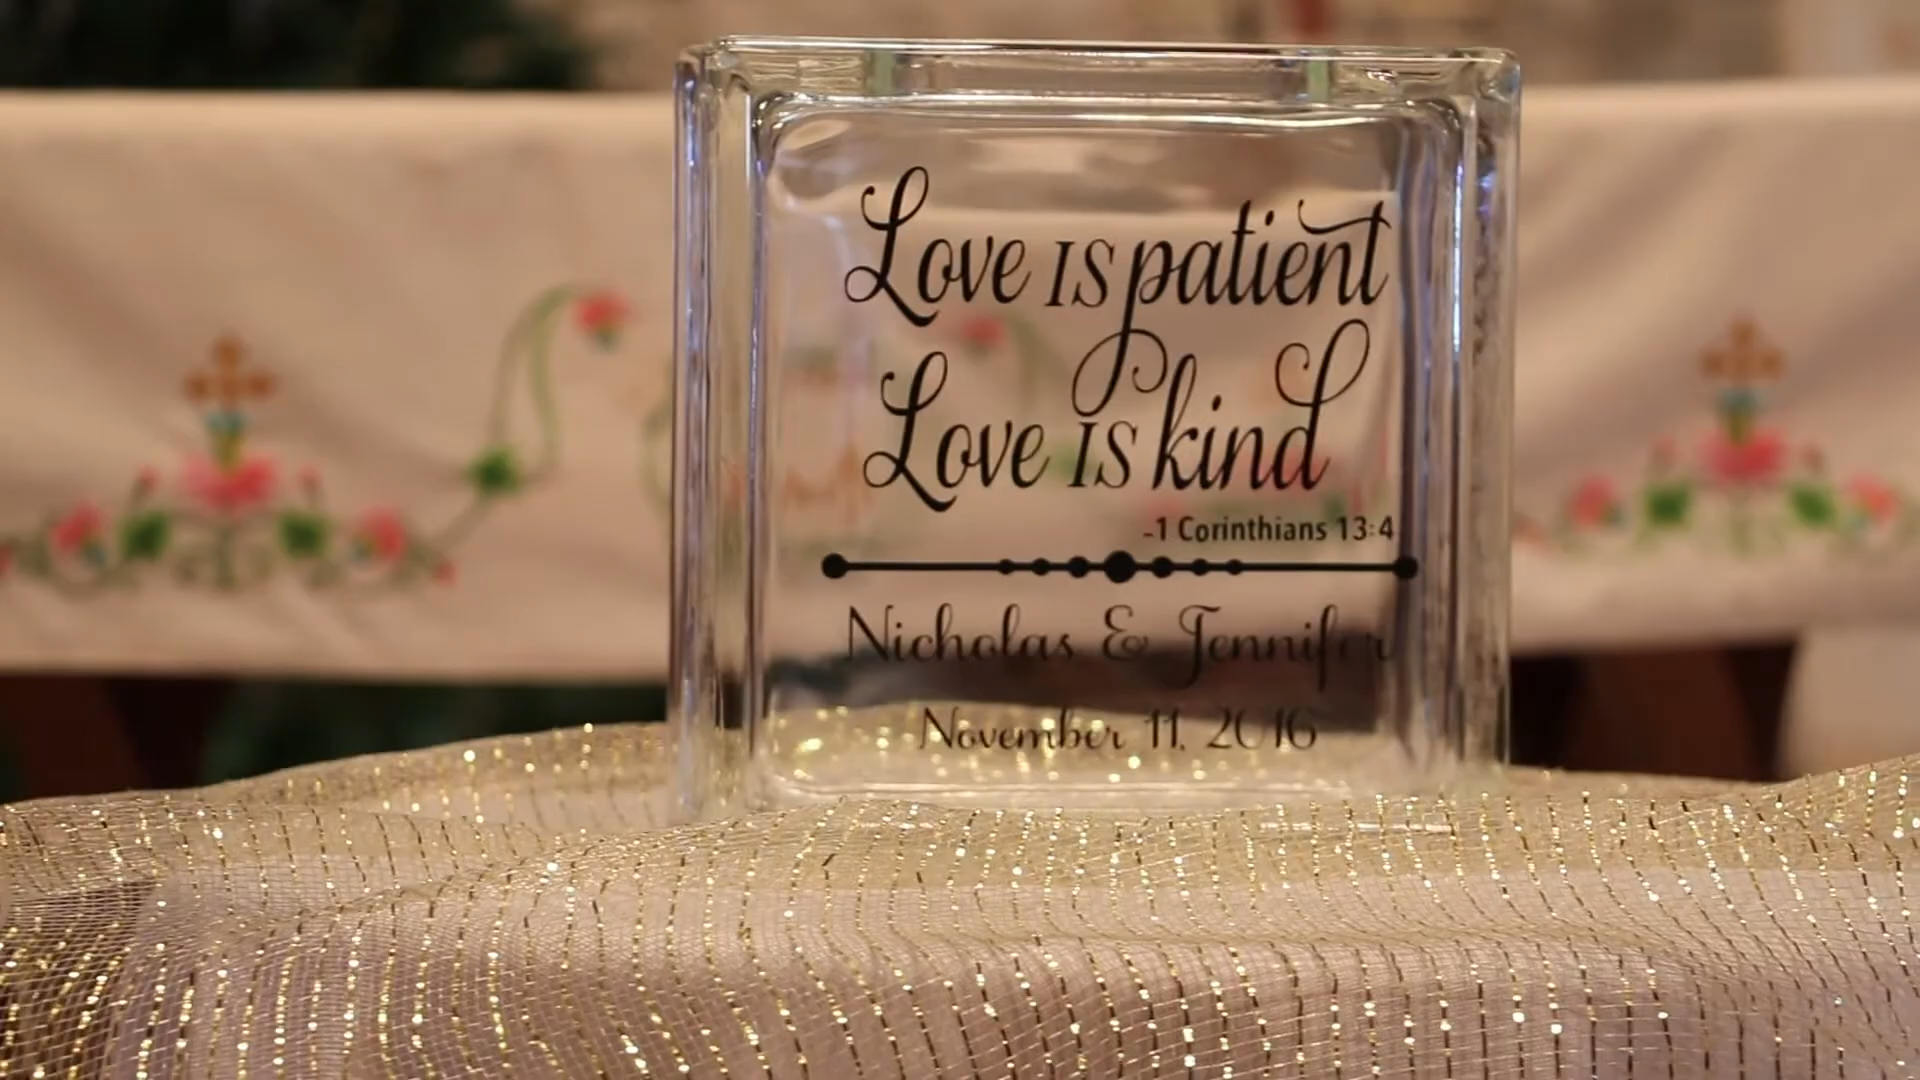 Love is patient
Love is kind
-1 Corinthians 13:4
Nicholas & Jennifer
November 11, 2016